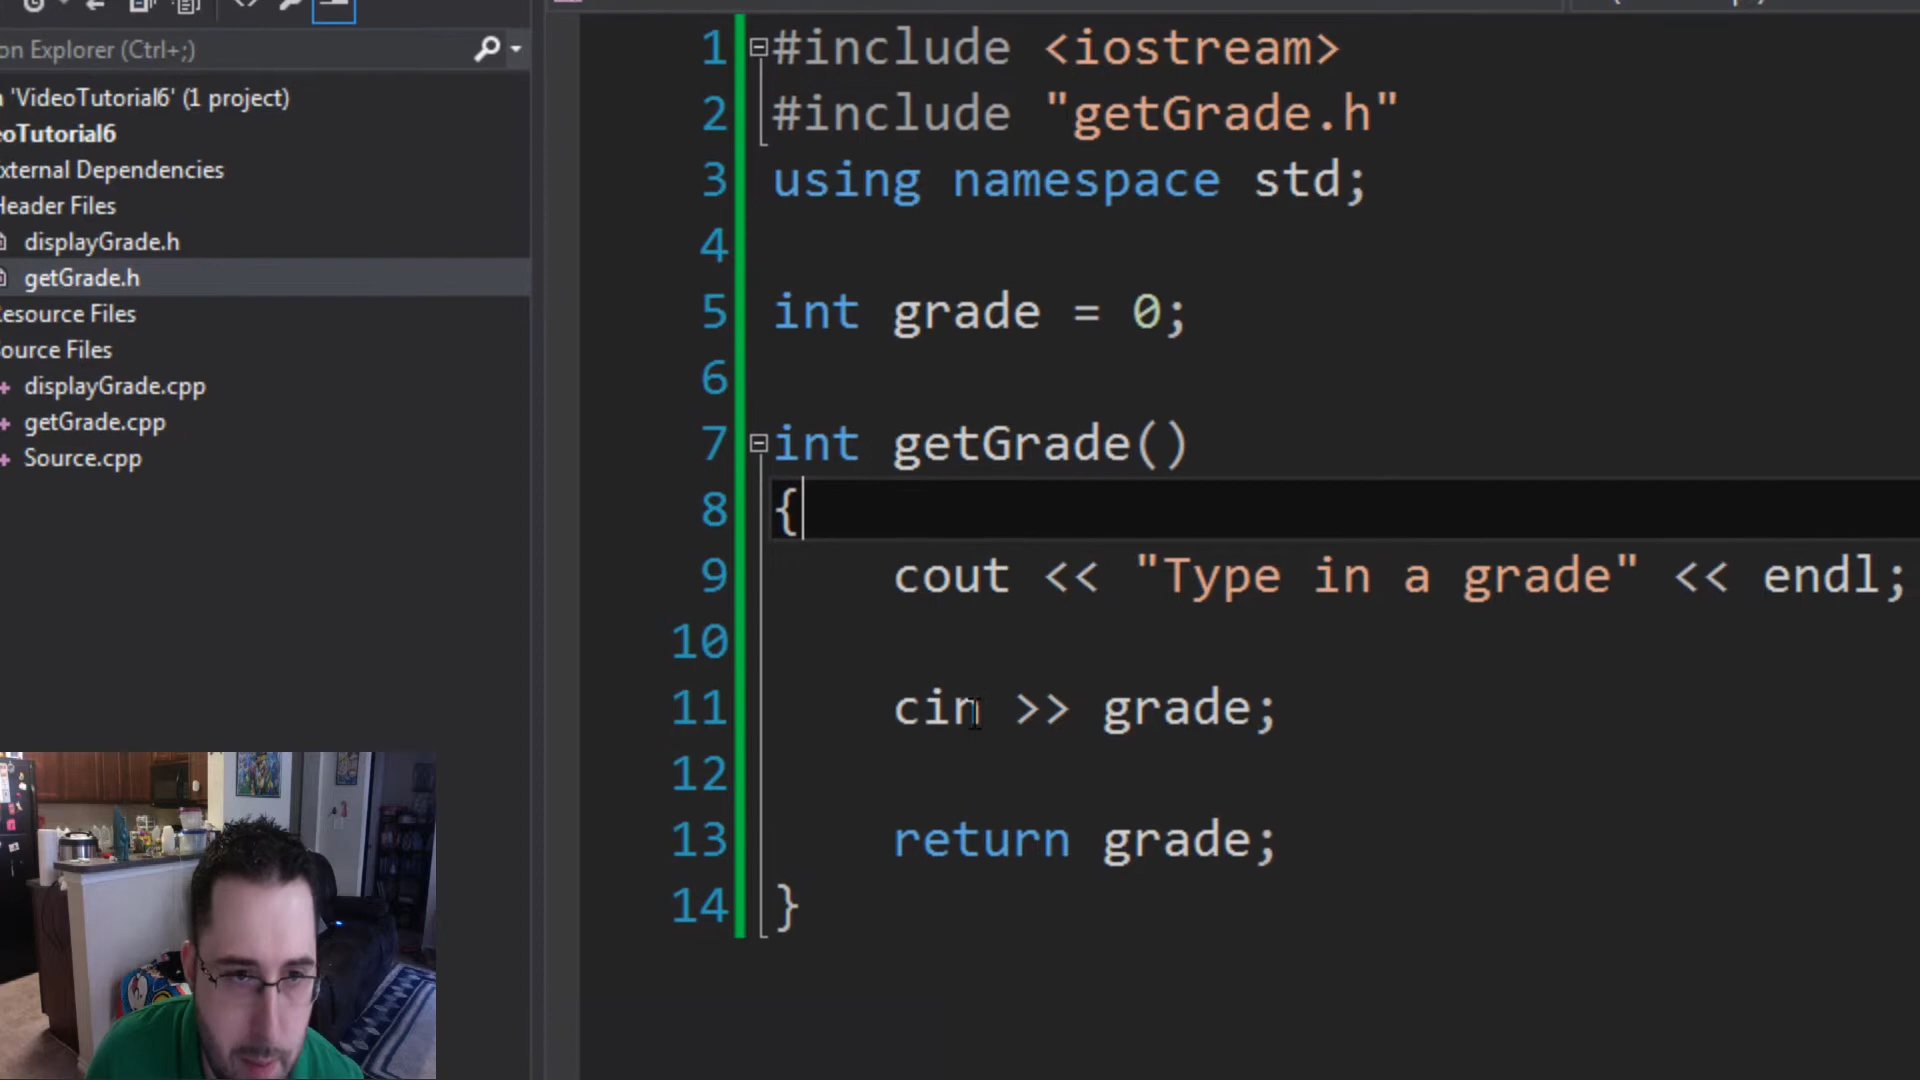 on Explorer (Ctrl+;)
n 'VideoTutorial6' (1 project)
eoTutorial6
xternal Dependencies
Header Files
displayGrade.h
getGrade.h
esource Files
ource Files
displayGrade.cpp
getGrade.cpp
Source.cpp
1 #include <iostream>
2 #include "getGrade.h"
3 using namespace std;
4
5 int grade = 0;
6
7 int getGrade()
8 {
9 cout << "Type in a grade" << endl;
10
11 cin >> grade;
12
13 return grade;
14 }